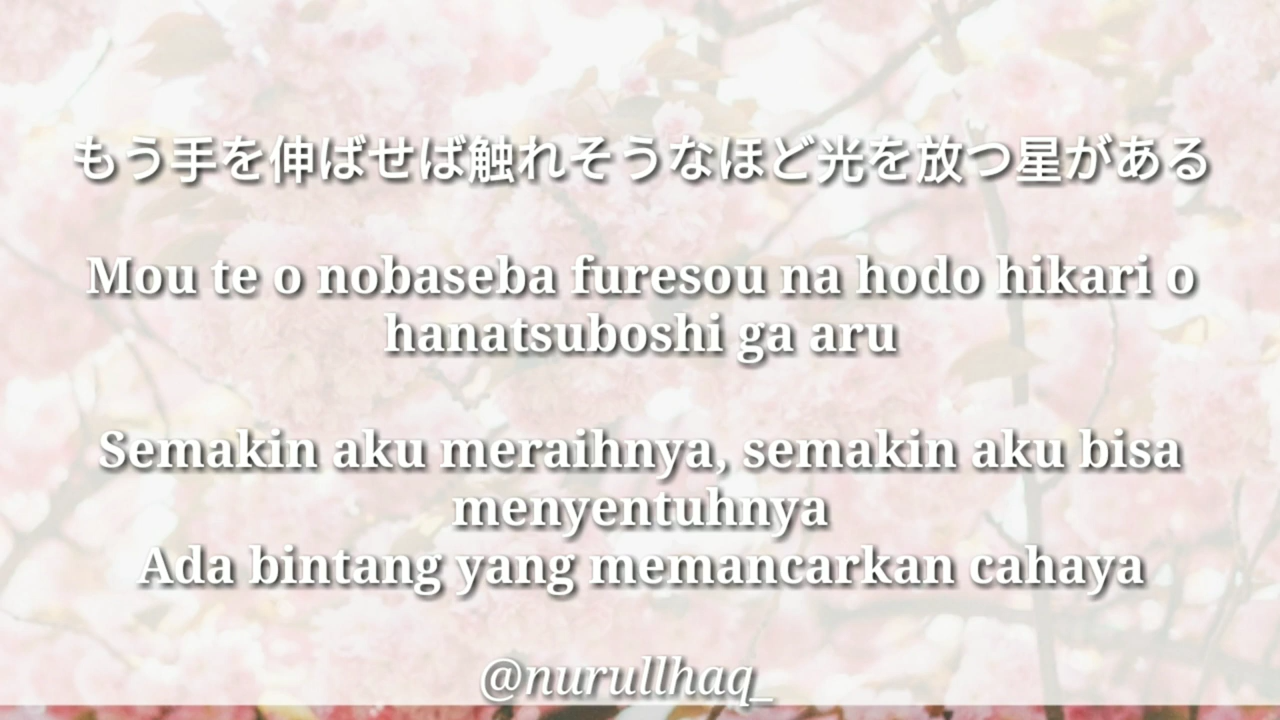 もう手を伸ばせば触れそうなほど光を放つ星がある
Mou te o nobaseba furesou na hodo hikari o
hanatsuboshi ga aru
Semakin aku meraihnya, semakin aku bisa
menyentuhnya
Ada bintang yang memancarkan cahaya
@nurullhaq_